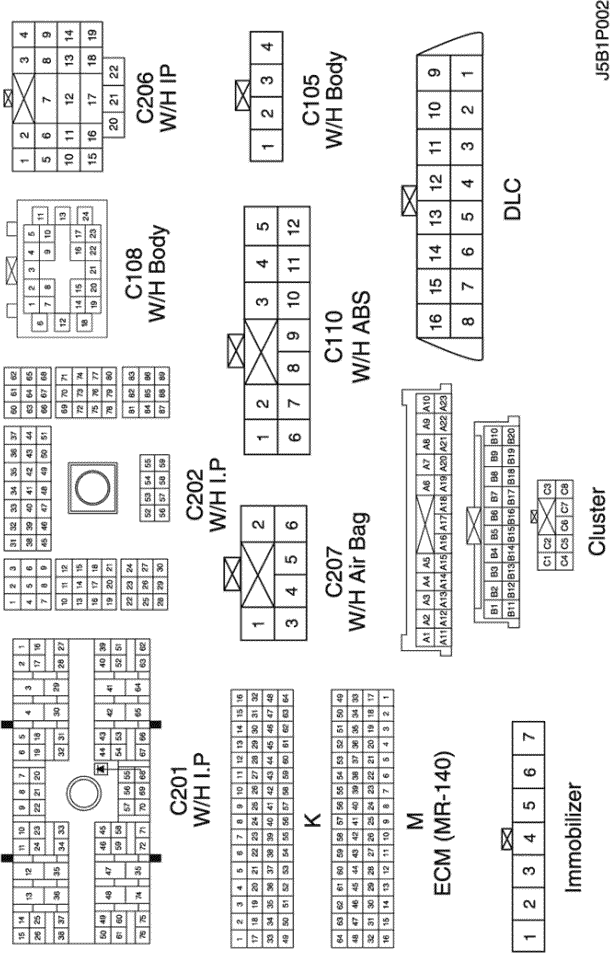 15 14 13 12 11 10 9 8 7 6 5 4 3 2 1
26 25 24 23 22 21 20 19 18 17 16
38 37 36 35 34 33 32 31 30 29 28 27
50 49 48 47 46 45 44 43 42 41 40 39
61 60 59 58 57 56 55 54 53 52 51
76 75 74 35 72 71 70 69 68 67 66 65 64 63 62
C201
W/H I.P
1 2 3
4 5 6
7 8 9
10 11 12
13 14 15
16 17 18
19 20 21
22 23 24
25 26 27
28 29 30
31 32 33 34 35 36 37
38 39 40 41 42 43 44
45 46 47 48 49 50 51
52 53 54 55
56 57 58 59
60 61 62
63 64 65
66 67 68
69 70 71
72 73 74
75 76 77
78 79 80
81 82 83
84 85 86
87 88 89
C202
W/H I.P
1 2 3 4 5
6 11
7 8 9 10
12 13
14 15 16 17
18 24
19 20 21 22 23
C108
W/H Body
1 2 3 4
5 6 7 8 9
10 11 12 13 14
15 16 17 18 19
20 21 22
C206
W/H IP
1 2 3 4 5 6 7 8 9 10 11 12 13 14 15 16
17 18 19 20 21 22 23 24 25 26 27 28 29 30 31 32
33 34 35 36 37 38 39 40 41 42 43 44 45 46 47 48
49 50 51 52 53 54 55 56 57 58 59 60 61 62 63 64
K
64 63 62 61 60 59 58 57 56 55 54 53 52 51 50 49
48 47 46 45 44 43 42 41 40 39 38 37 36 35 34 33
32 31 30 29 28 27 26 25 24 23 22 21 20 19 18 17
16 15 14 13 12 11 10 9 8 7 6 5 4 3 2 1
M
ECM (MR-140)
1 2
3 4 5 6
C207
W/H Air Bag
1 2 3 4 5
6 7 8 9 10 11 12
C110
W/H ABS
1 2 3 4
C105
W/H Body
1 2 3 4 5 6 7
Immobilizer
A1 A2 A3 A4 A5 A6 A7 A8 A9 A10
A11 A12 A13 A14 A15 A16 A17 A18 A19 A20 A21 A22 A23
B1 B2 B3 B4 B5 B6 B7 B8 B9 B10
B11 B12 B13 B14 B15 B16 B17 B18 B19 B20
C1 C2 C3
C4 C5 C6 C7 C8
Cluster
16 15 14 13 12 11 10 9
8 7 6 5 4 3 2 1
DLC
J5B1P002